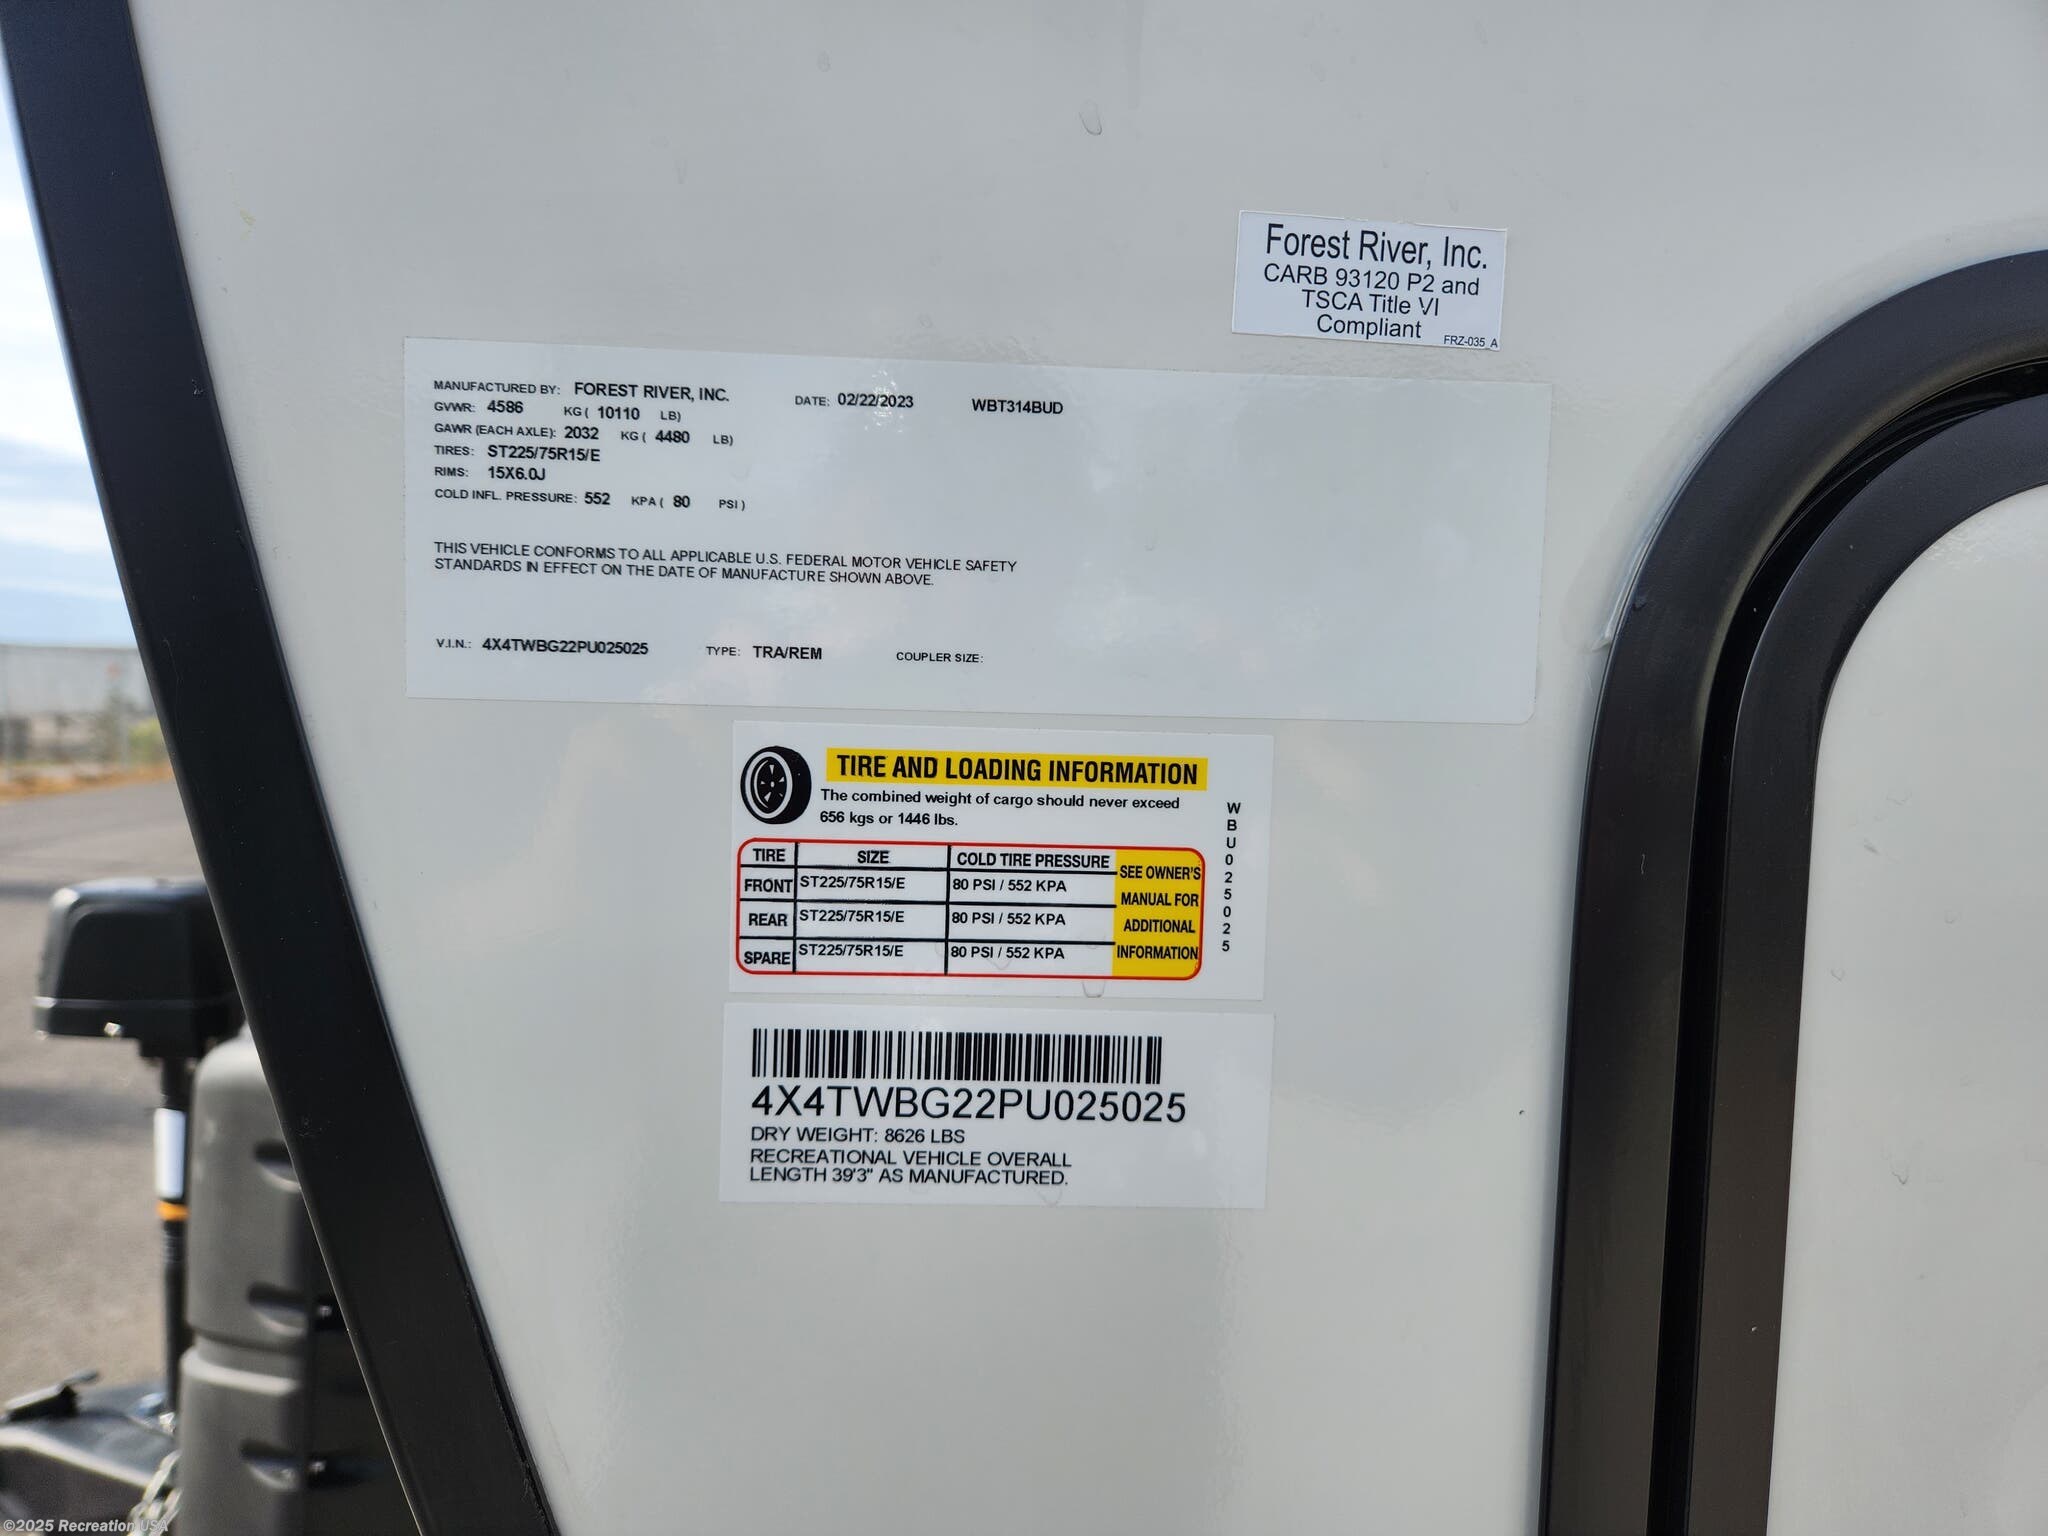 Forest River, Inc.
CARB 93120 P2 and
TSCA Title VI
Compliant
FRZ-035_A
MANUFACTURED BY: FOREST RIVER, INC. DATE: 02/22/2023 WBT314BUD
GVWR: 4586 KG ( 10110 LB)
GAWR (EACH AXLE): 2032 KG ( 4480 LB)
TIRES: ST225/75R15/E
RIMS: 15X6.0J
COLD INFL. PRESSURE: 552 KPA ( 80 PSI )
THIS VEHICLE CONFORMS TO ALL APPLICABLE U.S. FEDERAL MOTOR VEHICLE SAFETY
STANDARDS IN EFFECT ON THE DATE OF MANUFACTURE SHOWN ABOVE.
V.I.N.: 4X4TWBG22PU025025 TYPE: TRA/REM COUPLER SIZE:
TIRE AND LOADING INFORMATION
The combined weight of cargo should never exceed
656 kgs or 1446 lbs.
TIRE SIZE COLD TIRE PRESSURE
FRONT ST225/75R15/E 80 PSI / 552 KPA
REAR ST225/75R15/E 80 PSI / 552 KPA
SPARE ST225/75R15/E 80 PSI / 552 KPA
SEE OWNER'S
MANUAL FOR
ADDITIONAL
INFORMATION
WBU025025
4X4TWBG22PU025025
DRY WEIGHT: 8626 LBS
RECREATIONAL VEHICLE OVERALL
LENGTH 39'3" AS MANUFACTURED.
©2025 Recreation USA